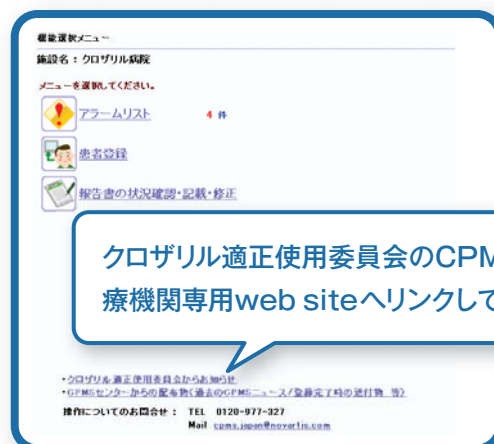 機能選択メニュー
施設名：クロザリル病院
メニューを選択してください。
アラームリスト 4 件
患者登録
報告書の状況確認・記載・修正
クロザリル適正使用委員会のCPM
療機関専用web siteへリンクして
・クロザリル適正使用委員会からお知らせ
・CPMSセンターからの配布物(過去のCPMSニュース/登録完了時の送付物 等)
操作についてのお問合せ： TEL 0120-977-327
Mail cpms.japan@novartis.com